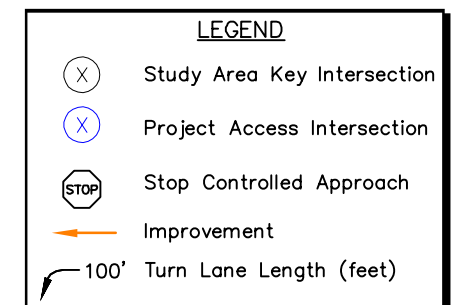 LEGEND
X Study Area Key Intersection
X Project Access Intersection
STOP Stop Controlled Approach
Improvement
100' Turn Lane Length (feet)